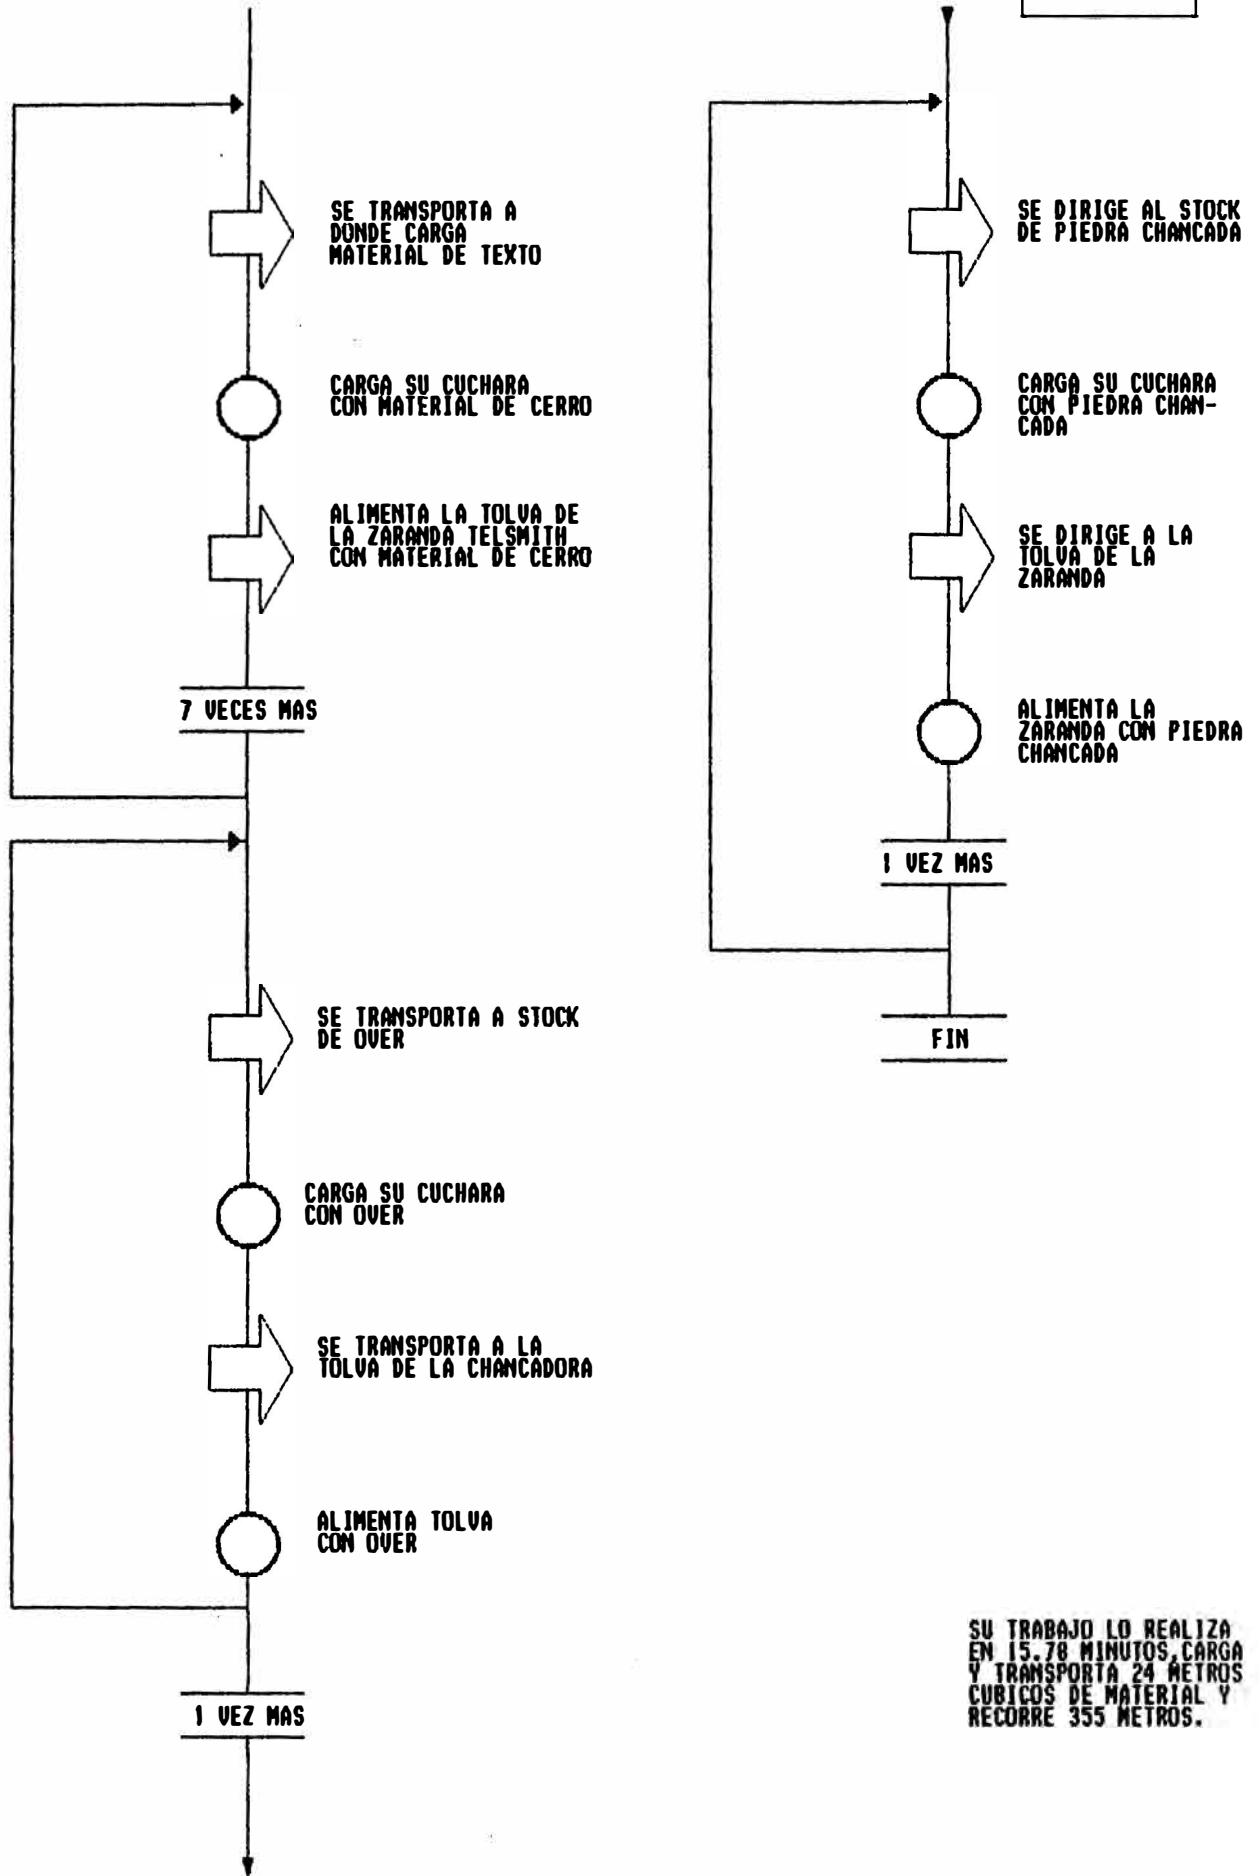 SE TRANSPORTA A
DONDE CARGA
MATERIAL DE TEXTO
CARGA SU CUCHARA
CON MATERIAL DE CERRO
ALIMENTA LA TOLVA DE
LA ZARANDA TELSMITH
CON MATERIAL DE CERRO
7 VECES MAS
SE TRANSPORTA A STOCK
DE OVER
CARGA SU CUCHARA
CON OVER
SE TRANSPORTA A LA
TOLVA DE LA CHANCADORA
ALIMENTA TOLVA
CON OVER
1 VEZ MAS
SE DIRIGE AL STOCK
DE PIEDRA CHANCADA
CARGA SU CUCHARA
CON PIEDRA CHAN-
CADA
SE DIRIGE A LA
TOLVA DE LA
ZARANDA
ALIMENTA LA
ZARANDA CON PIEDRA
CHANCADA
1 VEZ MAS
FIN
SU TRABAJO LO REALIZA
EN 15.78 MINUTOS,CARGA
Y TRANSPORTA 24 METROS
CUBICOS DE MATERIAL Y
RECORRE 355 METROS.